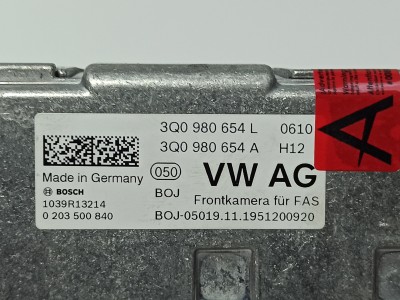 3Q0 980 654 L 0610
3Q0 980 654 A H12
Made in Germany 050 VW AG
BOSCH BOJ Frontkamera für FAS
1039R13214
0 203 500 840 BOJ-05019.11.1951200920
A